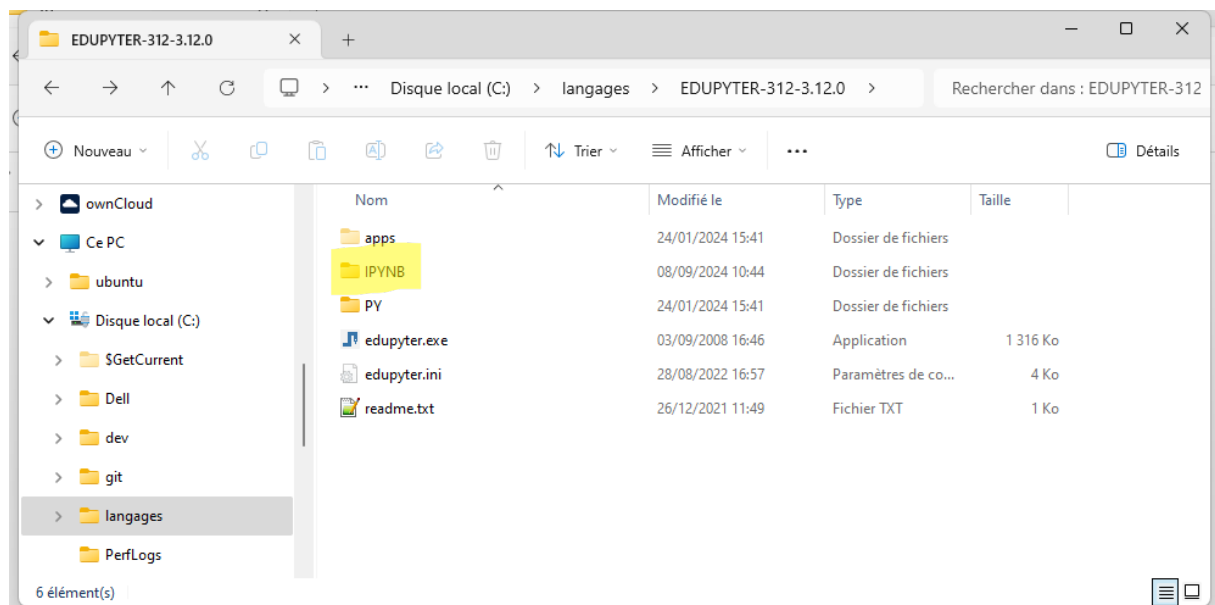 EDUPYTER-312-3.12.0
Disque local (C:) > langages > EDUPYTER-312-3.12.0 >
Rechercher dans : EDUPYTER-312
Nouveau
Trier
Afficher
Détails
ownCloud
Ce PC
ubuntu
Disque local (C:)
$GetCurrent
Dell
dev
git
langages
PerfLogs
Nom Modifié le Type Taille
apps 24/01/2024 15:41 Dossier de fichiers
IPYNB 08/09/2024 10:44 Dossier de fichiers
PY 24/01/2024 15:41 Dossier de fichiers
edupyter.exe 03/09/2008 16:46 Application 1 316 Ko
edupyter.ini 28/08/2022 16:57 Paramètres de co... 4 Ko
readme.txt 26/12/2021 11:49 Fichier TXT 1 Ko
6 élément(s)